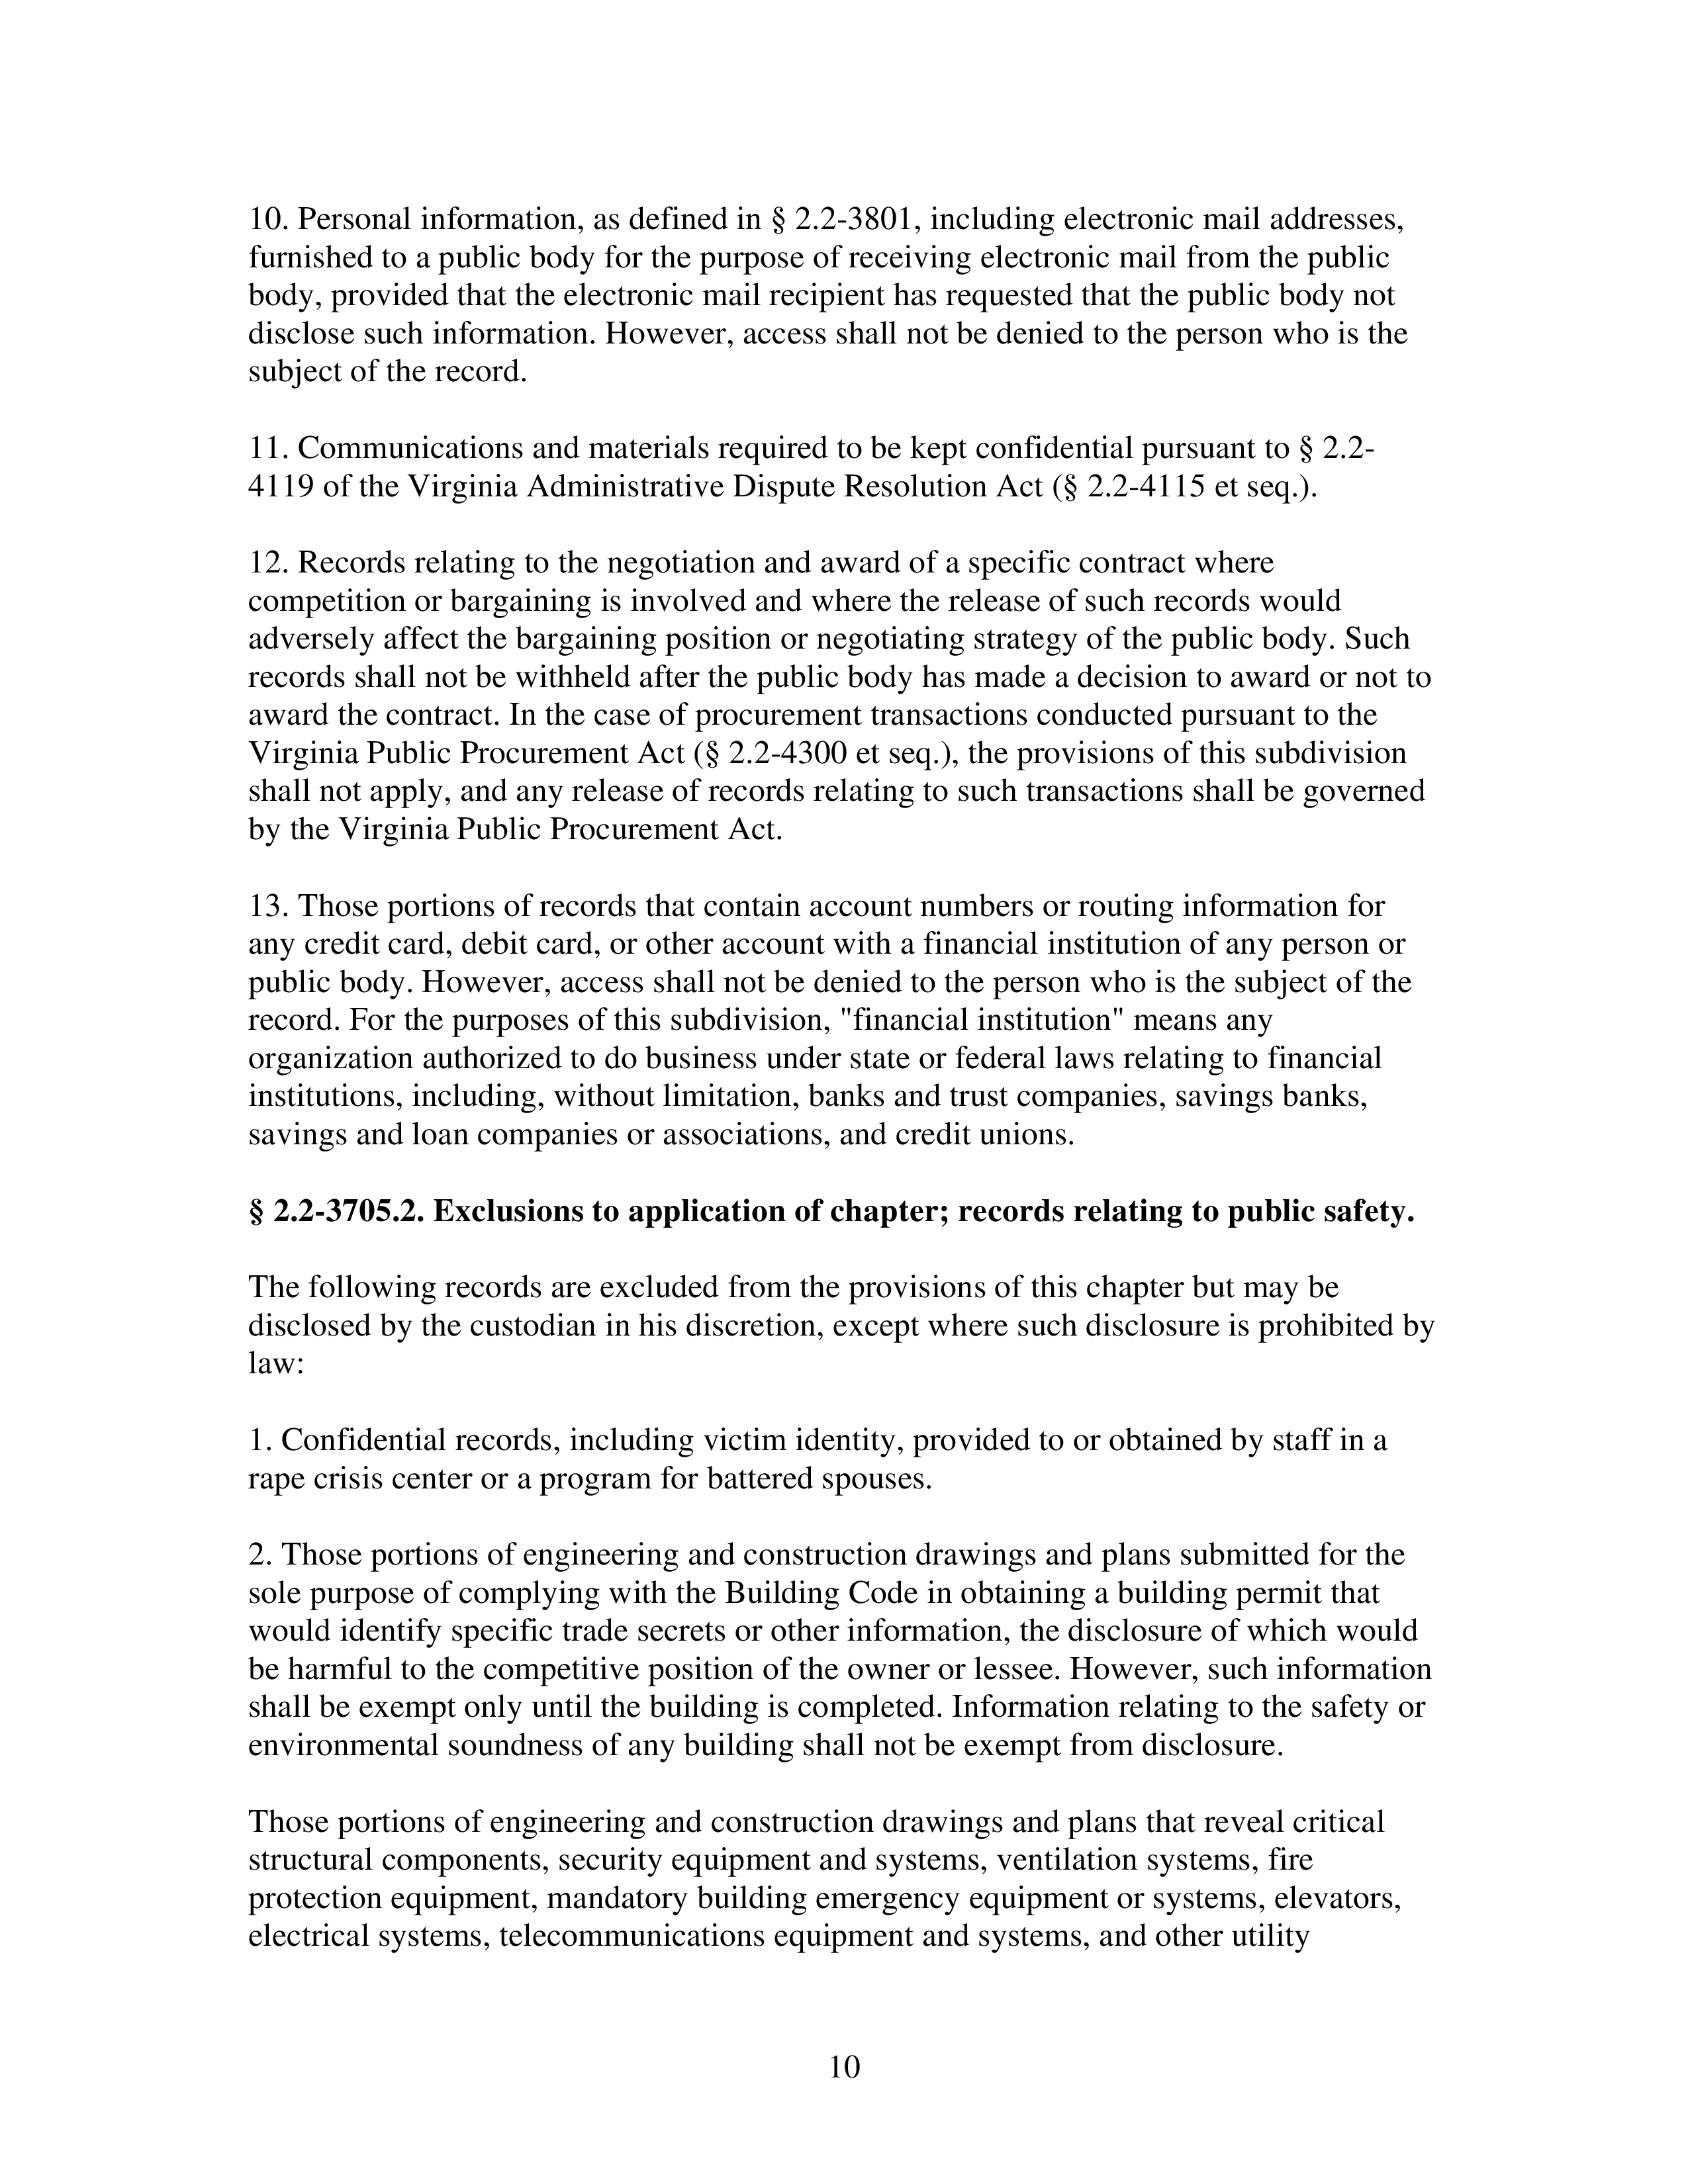 10. Personal information, as defined in § 2.2-3801, including electronic mail addresses,
furnished to a public body for the purpose of receiving electronic mail from the public
body, provided that the electronic mail recipient has requested that the public body not
disclose such information. However, access shall not be denied to the person who is the
subject of the record.
11. Communications and materials required to be kept confidential pursuant to § 2.2-
4119 of the Virginia Administrative Dispute Resolution Act (§ 2.2-4115 et seq.).
12. Records relating to the negotiation and award of a specific contract where
competition or bargaining is involved and where the release of such records would
adversely affect the bargaining position or negotiating strategy of the public body. Such
records shall not be withheld after the public body has made a decision to award or not to
award the contract. In the case of procurement transactions conducted pursuant to the
Virginia Public Procurement Act (§ 2.2-4300 et seq.), the provisions of this subdivision
shall not apply, and any release of records relating to such transactions shall be governed
by the Virginia Public Procurement Act.
13. Those portions of records that contain account numbers or routing information for
any credit card, debit card, or other account with a financial institution of any person or
public body. However, access shall not be denied to the person who is the subject of the
record. For the purposes of this subdivision, "financial institution" means any
organization authorized to do business under state or federal laws relating to financial
institutions, including, without limitation, banks and trust companies, savings banks,
savings and loan companies or associations, and credit unions.
§ 2.2-3705.2. Exclusions to application of chapter; records relating to public safety.
The following records are excluded from the provisions of this chapter but may be
disclosed by the custodian in his discretion, except where such disclosure is prohibited by
law:
1. Confidential records, including victim identity, provided to or obtained by staff in a
rape crisis center or a program for battered spouses.
2. Those portions of engineering and construction drawings and plans submitted for the
sole purpose of complying with the Building Code in obtaining a building permit that
would identify specific trade secrets or other information, the disclosure of which would
be harmful to the competitive position of the owner or lessee. However, such information
shall be exempt only until the building is completed. Information relating to the safety or
environmental soundness of any building shall not be exempt from disclosure.
Those portions of engineering and construction drawings and plans that reveal critical
structural components, security equipment and systems, ventilation systems, fire
protection equipment, mandatory building emergency equipment or systems, elevators,
electrical systems, telecommunications equipment and systems, and other utility
10